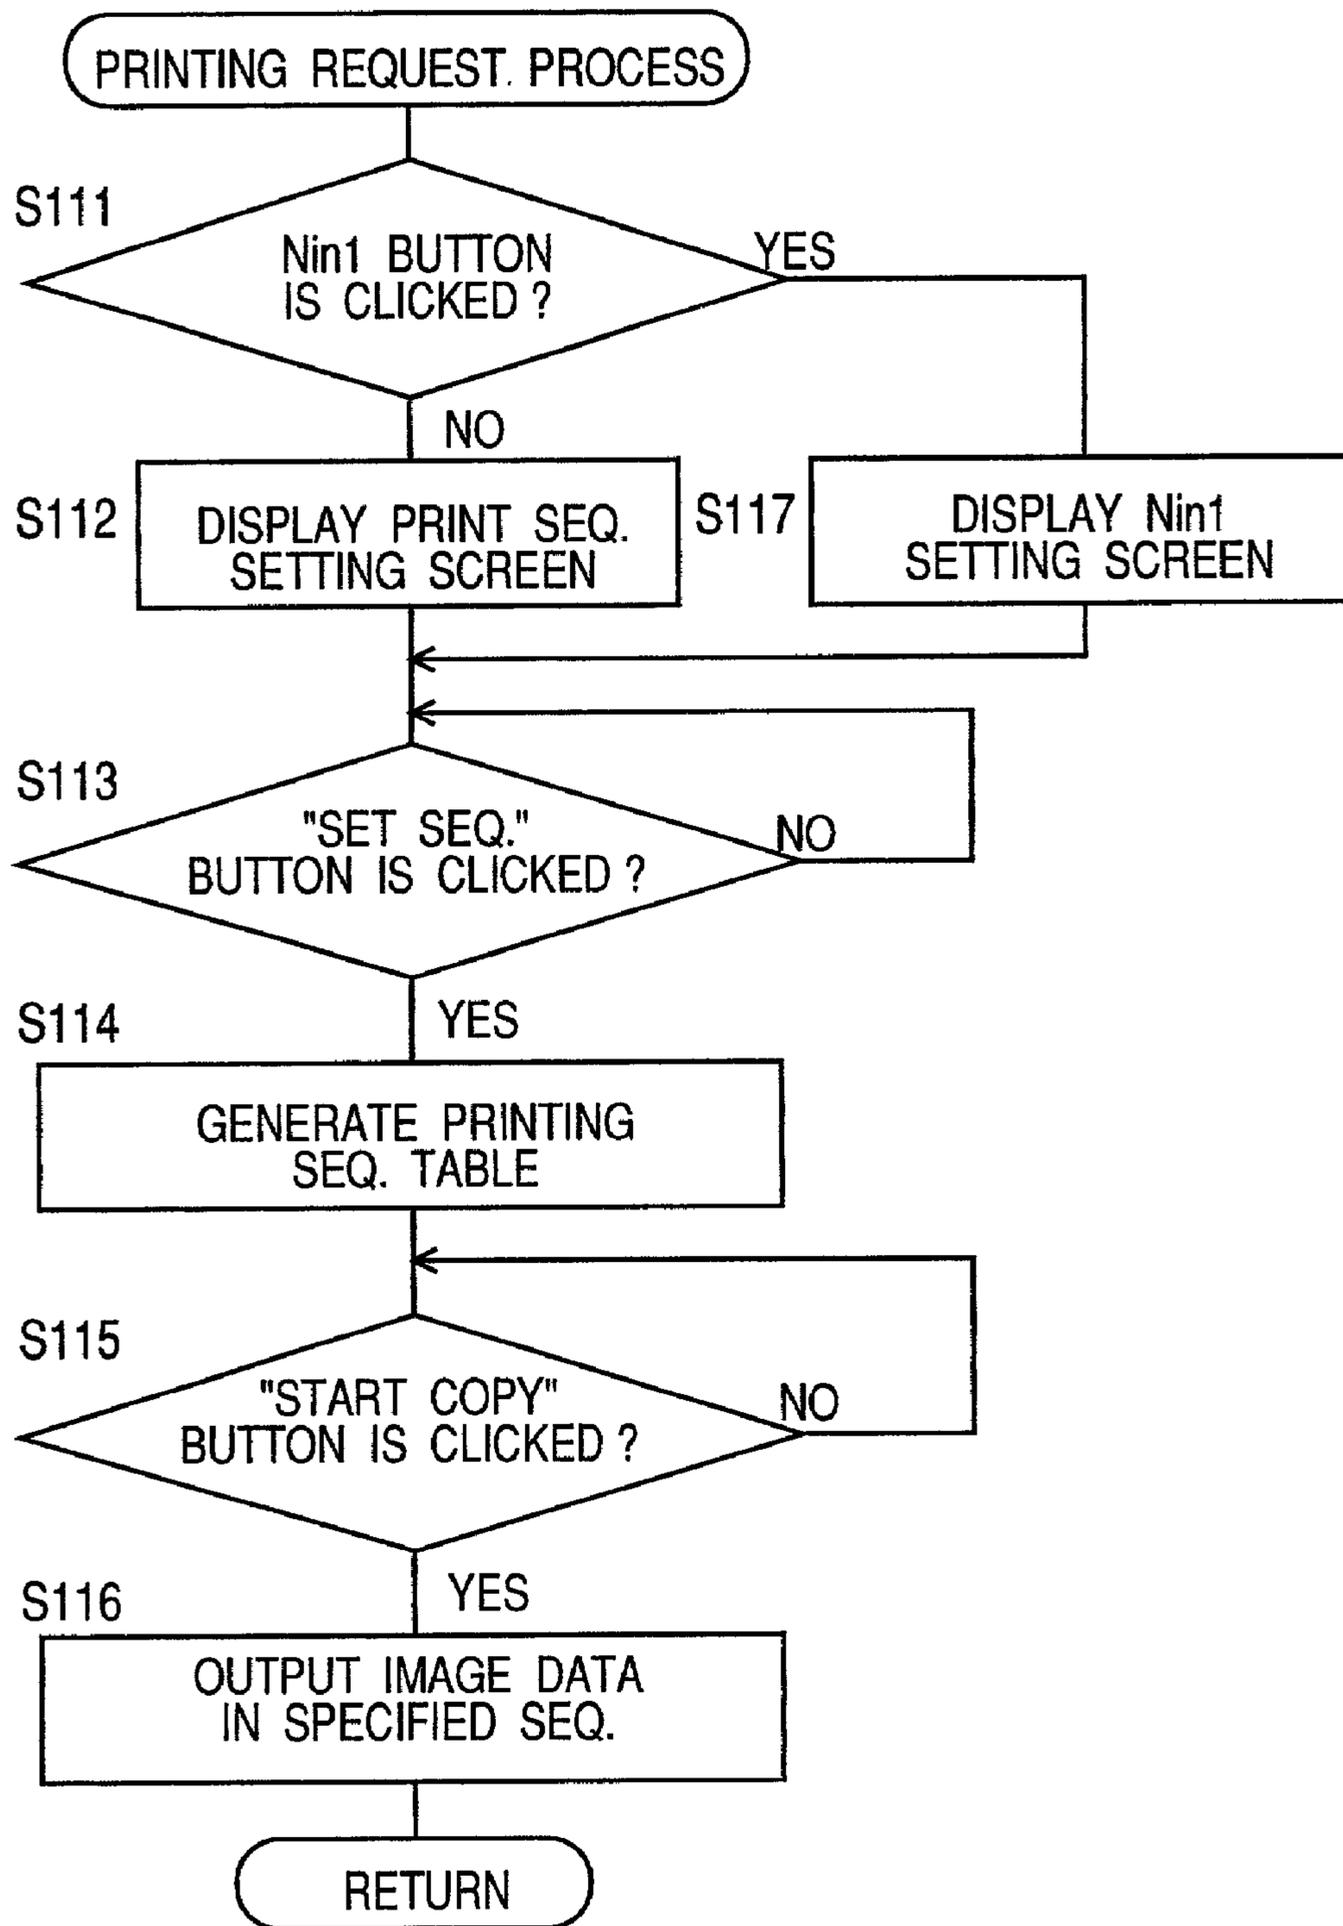 PRINTING REQUEST. PROCESS
S111
Nin1 BUTTON
IS CLICKED ?
YES
NO
S112
DISPLAY PRINT SEQ.
SETTING SCREEN
S117
DISPLAY Nin1
SETTING SCREEN
S113
"SET SEQ."
BUTTON IS CLICKED ?
NO
YES
S114
GENERATE PRINTING
SEQ. TABLE
S115
"START COPY"
BUTTON IS CLICKED ?
NO
YES
S116
OUTPUT IMAGE DATA
IN SPECIFIED SEQ.
RETURN